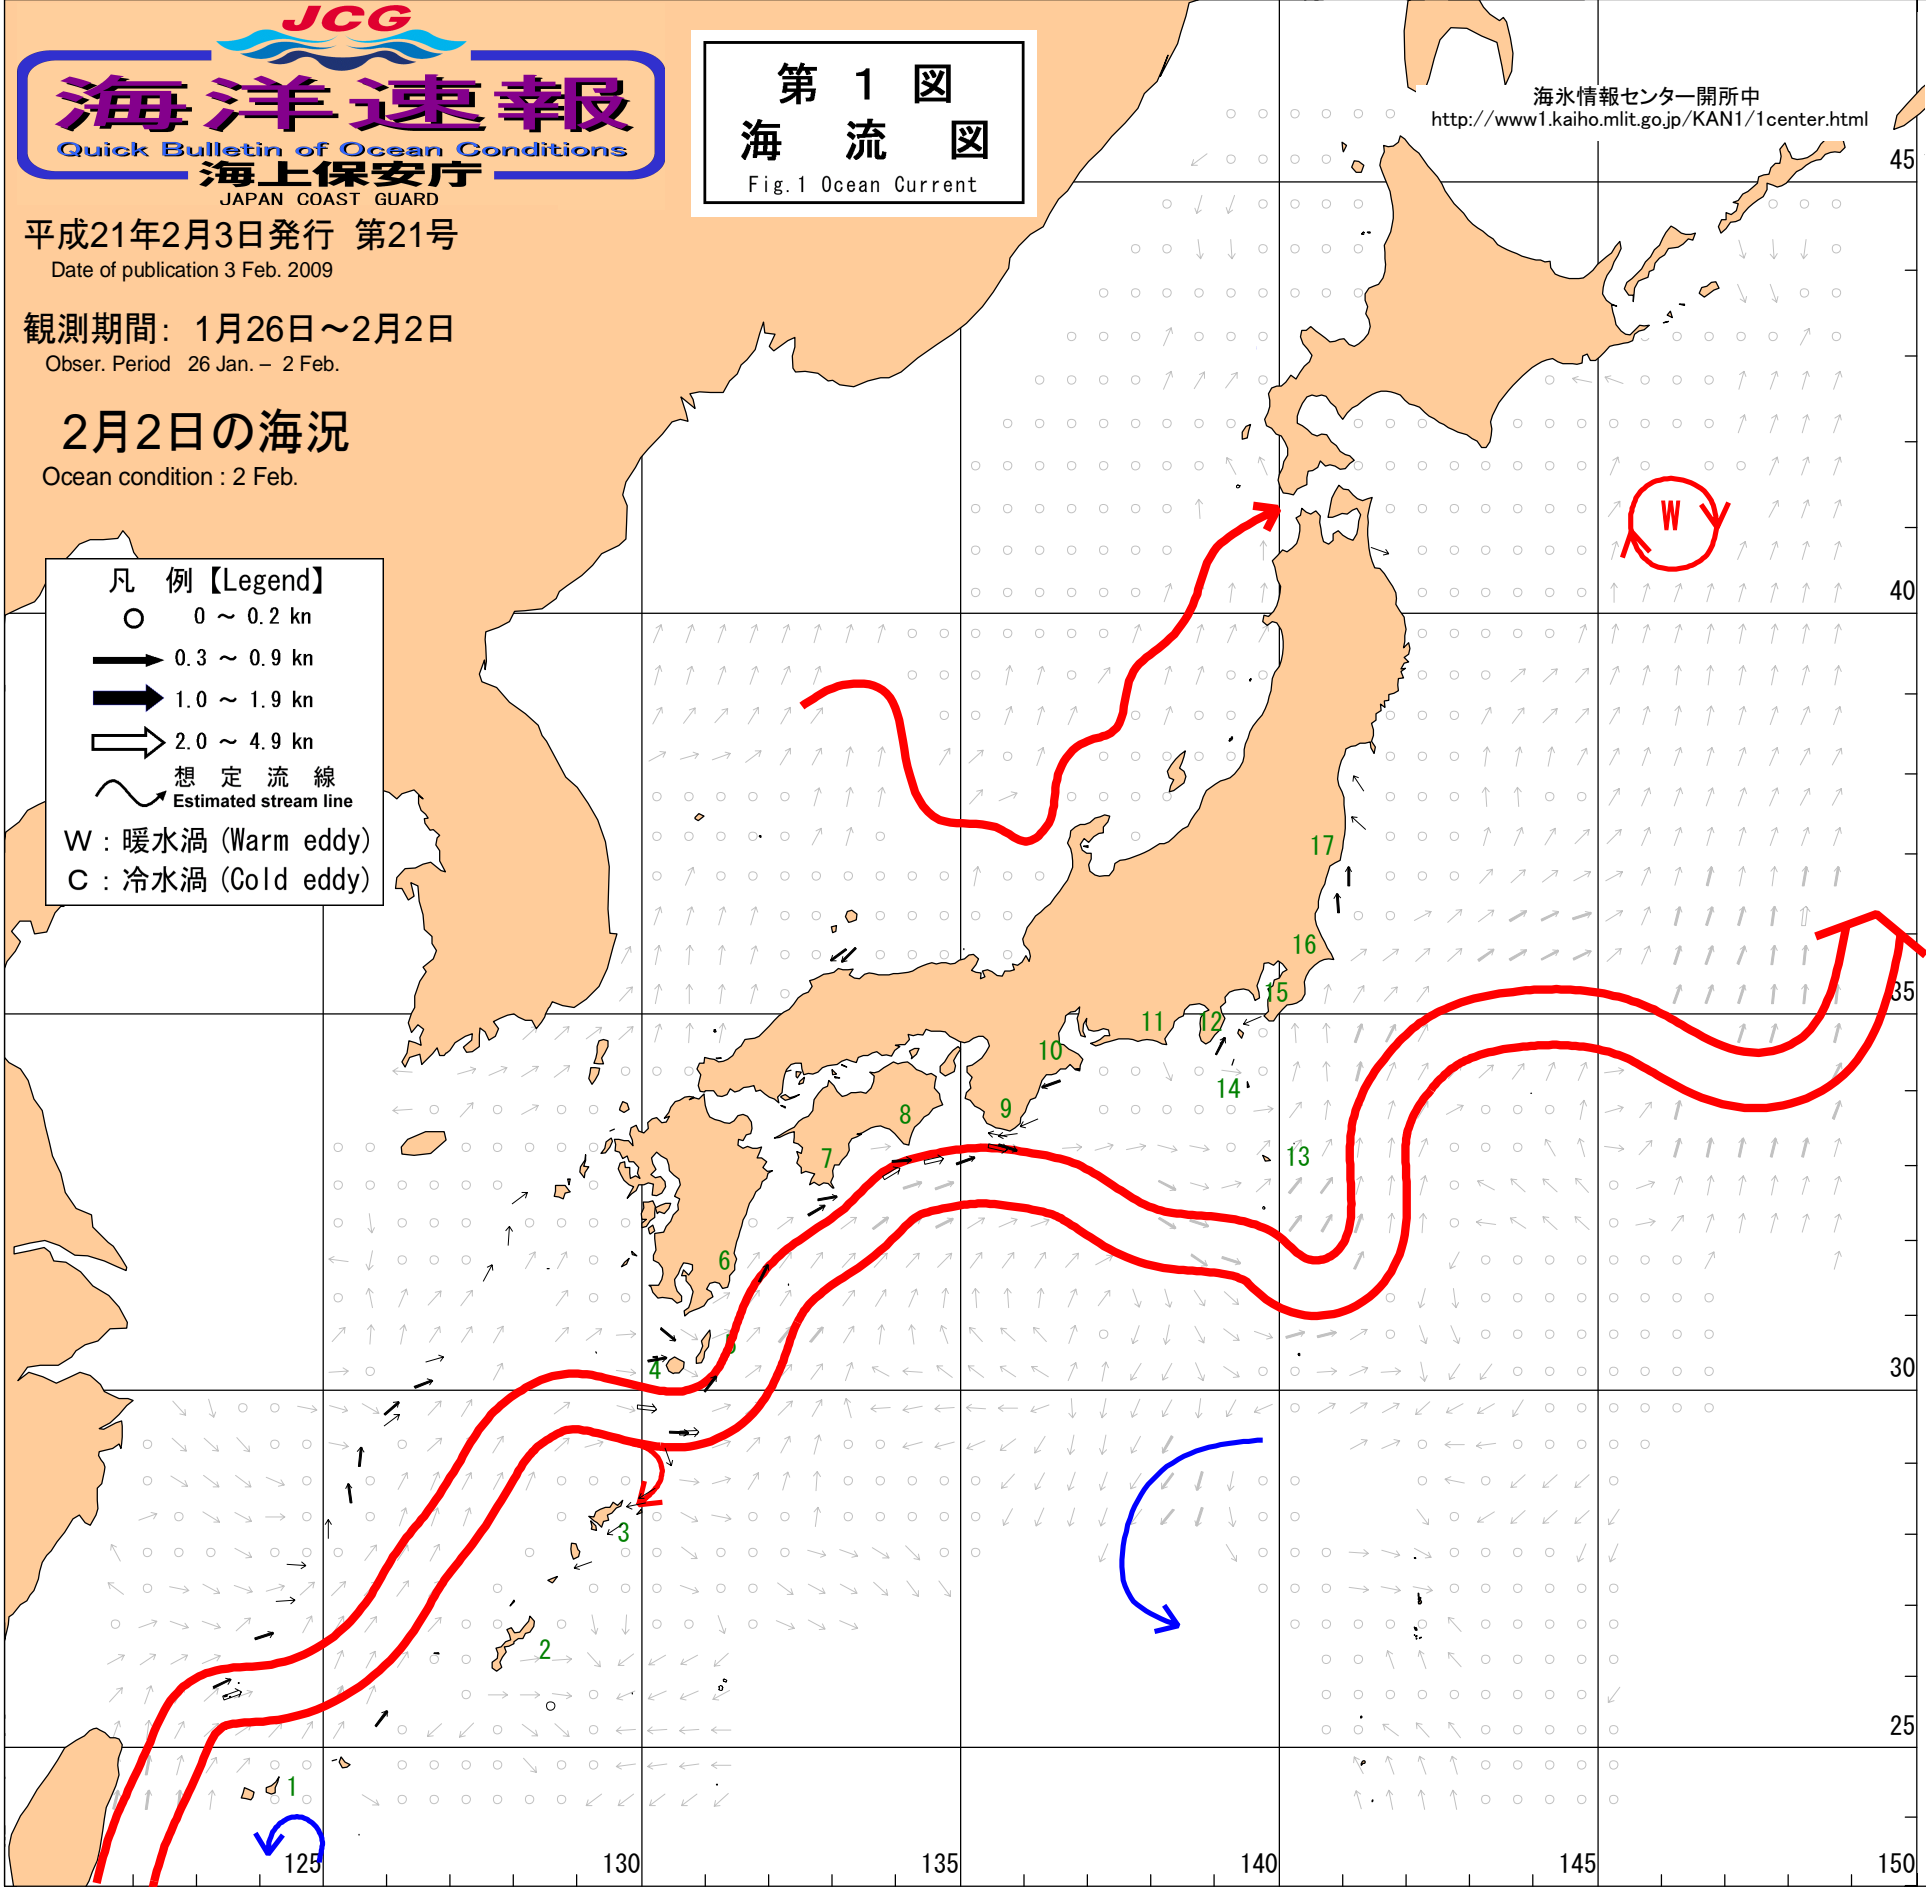 JCG
海洋速報
Quick Bulletin of Ocean Conditions
海上保安庁
JAPAN COAST GUARD
平成21年2月3日発行 第21号
Date of publication 3 Feb. 2009
観測期間: 1月26日～2月2日
Obser. Period 26 Jan. – 2 Feb.
2月2日の海況
Ocean condition : 2 Feb.
第 1 図
海 流 図
Fig.1 Ocean Current
海氷情報センター開所中
http://www1.kaiho.mlit.go.jp/KAN1/1center.html
凡 例【Legend】
0 ～ 0.2 kn
0.3 ～ 0.9 kn
1.0 ～ 1.9 kn
2.0 ～ 4.9 kn
想 定 流 線
Estimated stream line
W : 暖水渦 (Warm eddy)
C : 冷水渦 (Cold eddy)
45
W
40
17
16
35
15
12
11
10
14
9
8
7
13
6
5
4
30
3
2
25
1
125
130
135
140
145
150